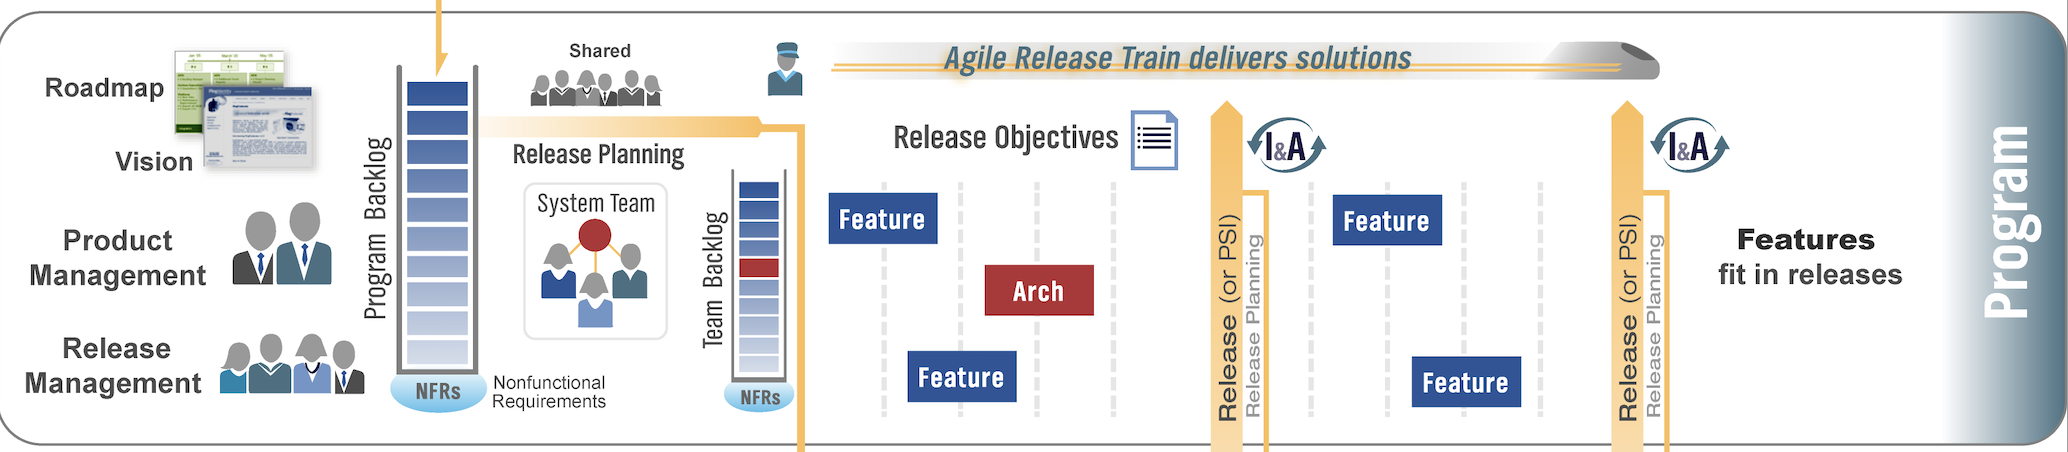 Roadmap
Vision
Product
Management
Release
Management
Program Backlog
NFRs
Nonfunctional
Requirements
Shared
Release Planning
System Team
Team Backlog
NFRs
Agile Release Train delivers solutions
Release Objectives
Feature
Arch
Feature
Release (or PSI)
Release Planning
I&A
Feature
Feature
Release (or PSI)
Release Planning
I&A
Features
fit in releases
Program